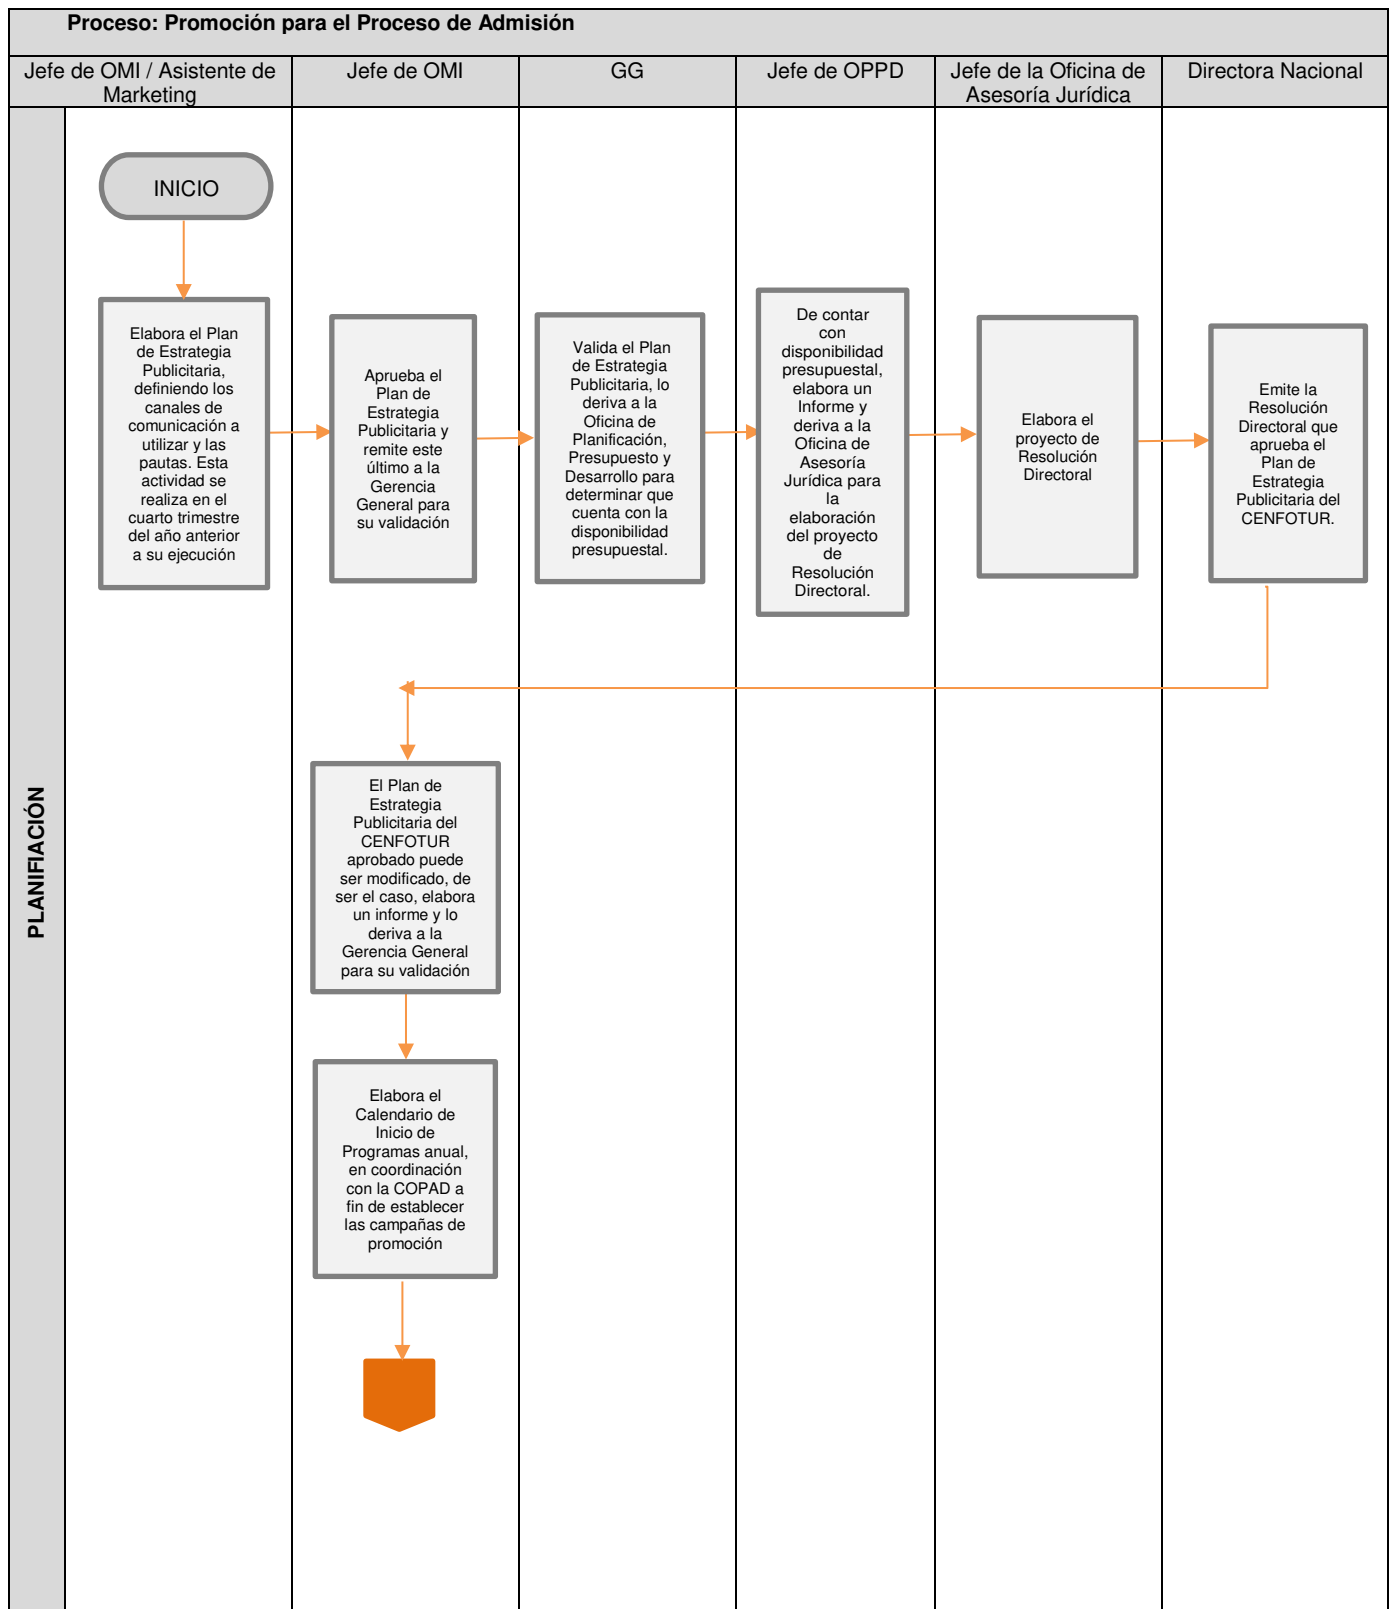 Proceso: Promoción para el Proceso de Admisión
Jefe de OMI / Asistente de
Marketing
Jefe de OMI
GG
Jefe de OPPD
Jefe de la Oficina de
Asesoría Jurídica
Directora Nacional
PLANIFIACIÓN
INICIO
Elabora el Plan
de Estrategia
Publicitaria,
definiendo los
canales de
comunicación a
utilizar y las
pautas. Esta
actividad se
realiza en el
cuarto trimestre
del año anterior
a su ejecución
Aprueba el
Plan de
Estrategia
Publicitaria y
remite este
último a la
Gerencia
General para
su validación
Valida el Plan
de Estrategia
Publicitaria, lo
deriva a la
Oficina de
Planificación,
Presupuesto y
Desarrollo para
determinar que
cuenta con la
disponibilidad
presupuestal.
De contar
con
disponibilidad
presupuestal,
elabora un
Informe y
deriva a la
Oficina de
Asesoría
Jurídica para
la
elaboración
del proyecto
de
Resolución
Directoral.
Elabora el
proyecto de
Resolución
Directoral
Emite la
Resolución
Directoral que
aprueba el
Plan de
Estrategia
Publicitaria del
CENFOTUR.
El Plan de
Estrategia
Publicitaria del
CENFOTUR
aprobado puede
ser modificado, de
ser el caso, elabora
un informe y lo
deriva a la
Gerencia General
para su validación
Elabora el
Calendario de
Inicio de
Programas anual,
en coordinación
con la COPAD a
fin de establecer
las campañas de
promoción